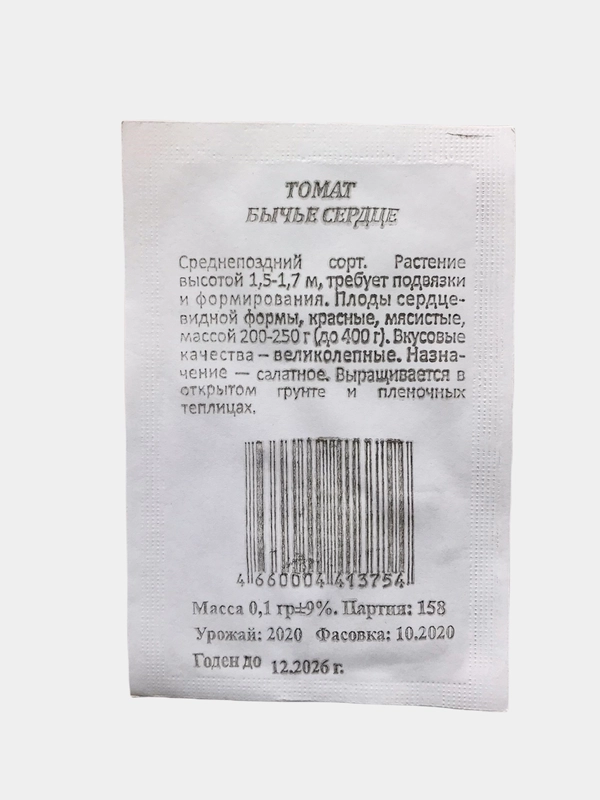 ТОМАТ
БЫЧЬЕ СЕРДЦЕ
Среднепоздний сорт. Растение
высотой 1,5-1,7 м, требует подвязки
и формирования. Плоды сердце-
видной формы, красные, мясистые,
массой 200-250 г (до 400 г). Вкусовые
качества – великолепные. Назна-
чение — салатное. Выращивается в
открытом грунте и пленочных
теплицах.
4 660004 413754
Масса 0,1 гр±9%. Партия: 158
Урожай: 2020 Фасовка: 10.2020
Годен до 12.2026 г.